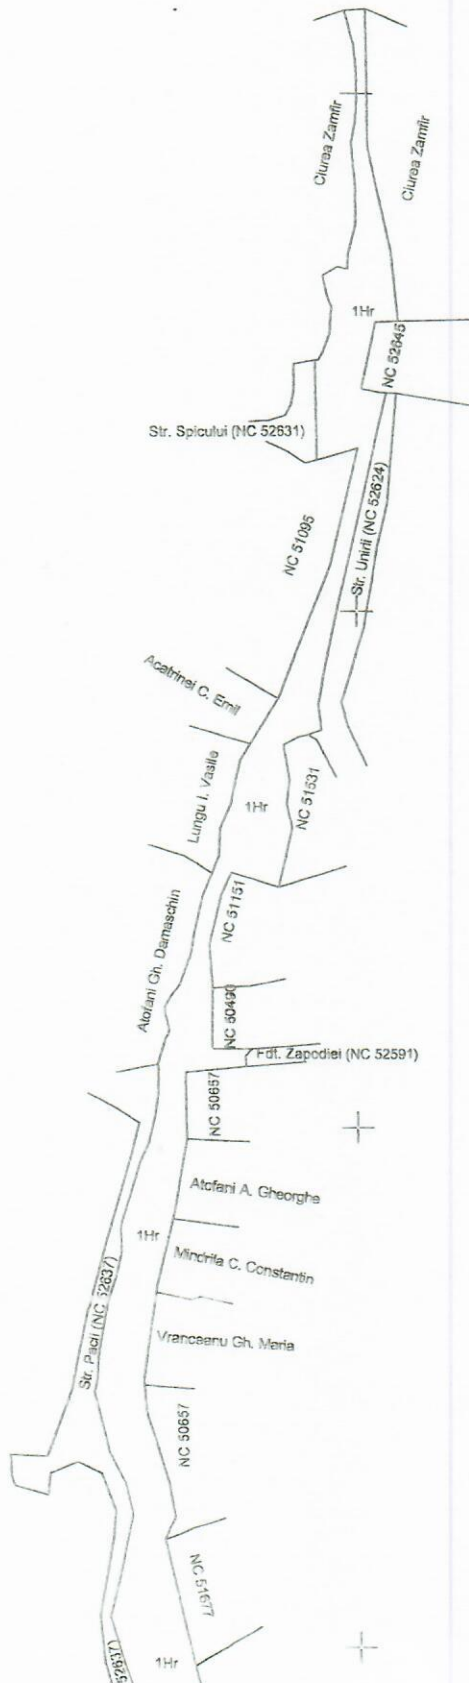 Ciurea Zamfir
Ciurea Zamfir
1Hr
NC 52645
Str. Spicului (NC 52631)
NC 51095
Str. Unirii (NC 52624)
Acatrinei C. Emil
Lungu I. Vasile
1Hr
NC 51531
NC 51151
Atofani Gh. Damaschin
NC 50490
Fdt. Zapodiei (NC 52591)
NC 50657
Atofani A. Gheorghe
1Hr
Mindrila C. Constantin
Str. Pacii (NC 52637)
Vranceanu Gh. Maria
NC 50657
NC 51677
52637)
1Hr